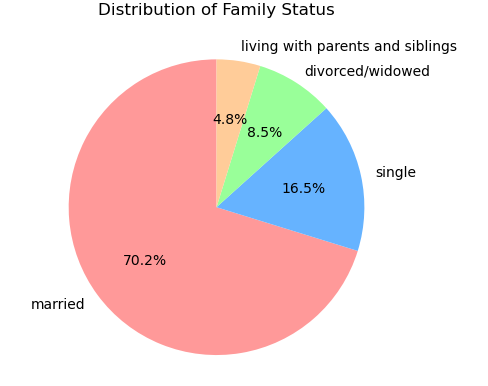 Distribution of Family Status
living with parents and siblings
divorced/widowed
4.8%
8.5%
single
16.5%
70.2%
married